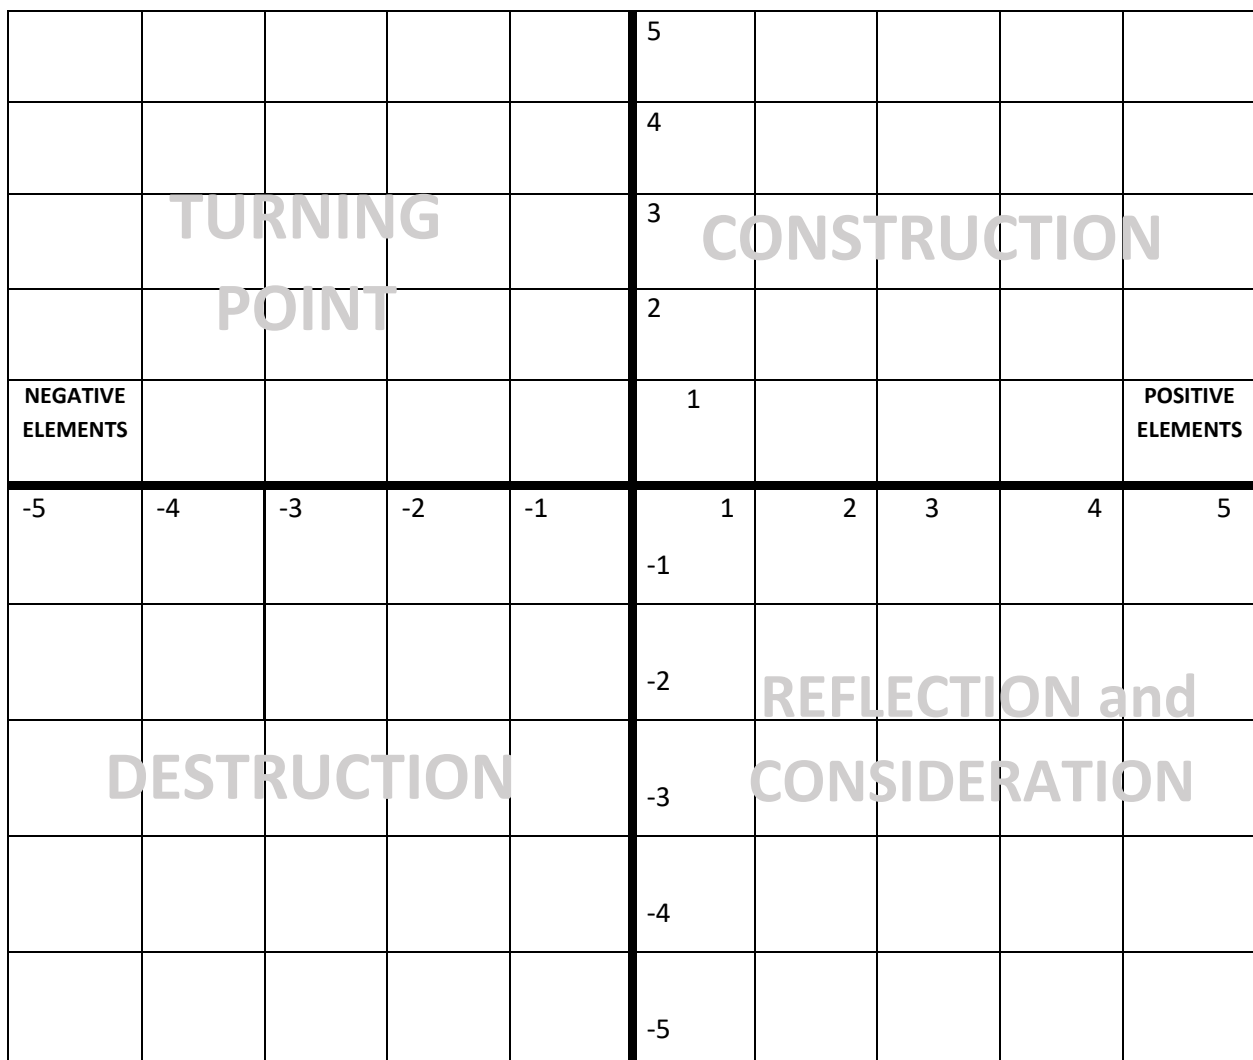 5
4
TURNING
3
CONSTRUCTION
POINT
2
NEGATIVE
ELEMENTS
1
POSITIVE
ELEMENTS
-5 -4 -3 -2 -1 1 2 3 4 5
-1
-2
REFLECTION and
DESTRUCTION
-3
CONSIDERATION
-4
-5